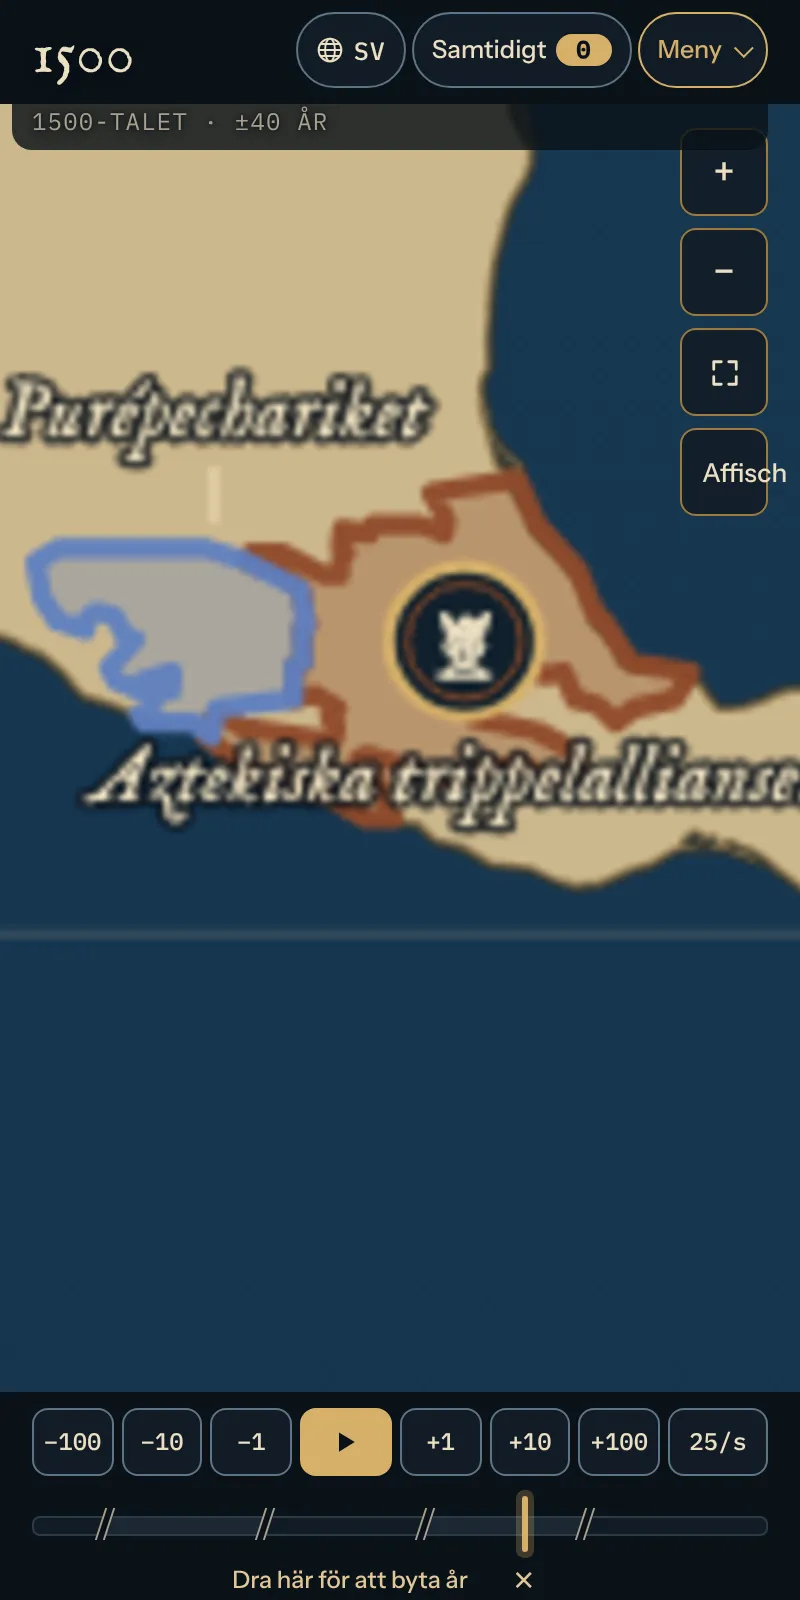 1500
SV
Samtidigt 0
Meny
1500-TALET · ±40 ÅR
+
−
Affisch
Purépechariket
Aztekiska trippelallianse
−100
−10
−1
+1
+10
+100
25/s
Dra här för att byta år ×